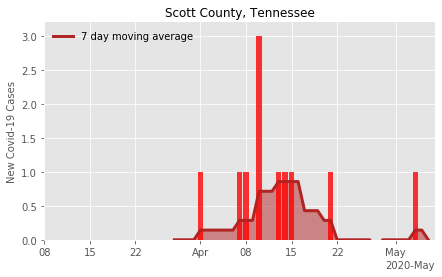 Scott County, Tennessee
7 day moving average
New Covid-19 Cases
3.0
2.5
2.0
1.5
1.0
0.5
0.0
08 15 22 Apr 08 15 22 May
2020-May